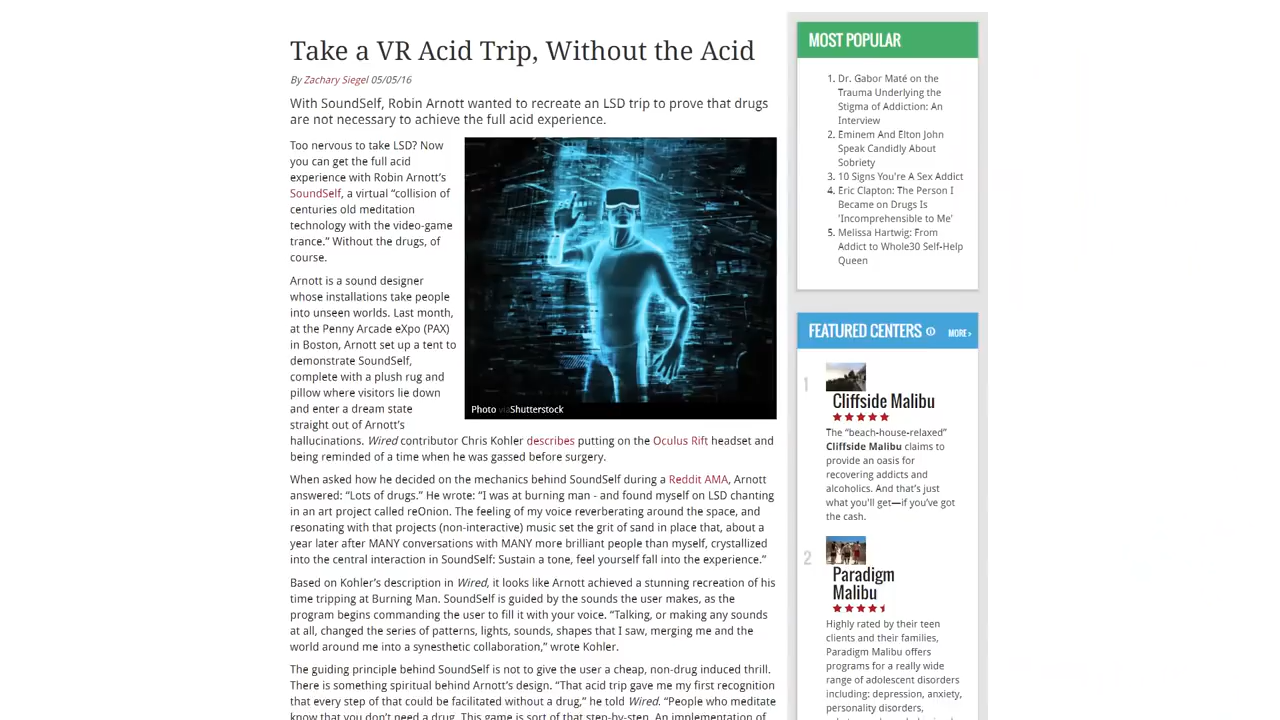 Take a VR Acid Trip, Without the Acid
By Zachary Siegel 05/05/16
With SoundSelf, Robin Arnott wanted to recreate an LSD trip to prove that drugs
are not necessary to achieve the full acid experience.
Too nervous to take LSD? Now
you can get the full acid
experience with Robin Arnott’s
SoundSelf, a virtual “collision of
centuries old meditation
technology with the video-game
trance.” Without the drugs, of
course.
Arnott is a sound designer
whose installations take people
into unseen worlds. Last month,
at the Penny Arcade eXpo (PAX)
in Boston, Arnott set up a tent to
demonstrate SoundSelf,
complete with a plush rug and
pillow where visitors lie down
and enter a dream state
straight out of Arnott’s
hallucinations. Wired contributor Chris Kohler describes putting on the Oculus Rift headset and
being reminded of a time when he was gassed before surgery.
Photo via Shutterstock
When asked how he decided on the mechanics behind SoundSelf during a Reddit AMA, Arnott
answered: “Lots of drugs.” He wrote: “I was at burning man - and found myself on LSD chanting
in an art project called reOnion. The feeling of my voice reverberating around the space, and
resonating with that projects (non-interactive) music set the grit of sand in place that, about a
year later after MANY conversations with MANY more brilliant people than myself, crystallized
into the central interaction in SoundSelf: Sustain a tone, feel yourself fall into the experience.”
Based on Kohler’s description in Wired, it looks like Arnott achieved a stunning recreation of his
time tripping at Burning Man. SoundSelf is guided by the sounds the user makes, as the
program begins commanding the user to fill it with your voice. “Talking, or making any sounds
at all, changed the series of patterns, lights, sounds, shapes that I saw, merging me and the
world around me into a synesthetic collaboration,” wrote Kohler.
The guiding principle behind SoundSelf is not to give the user a cheap, non-drug induced thrill.
There is something spiritual behind Arnott’s design. “That acid trip gave me my first recognition
that every step of that could be facilitated without a drug,” he told Wired. “People who meditate
know that you don’t need a drug. This game is sort of that step-by-step. An implementation of
MOST POPULAR
1. Dr. Gabor Maté on the
Trauma Underlying the
Stigma of Addiction: An
Interview
2. Eminem And Elton John
Speak Candidly About
Sobriety
3. 10 Signs You're A Sex Addict
4. Eric Clapton: The Person I
Became on Drugs Is
'Incomprehensible to Me'
5. Melissa Hartwig: From
Addict to Whole30 Self-Help
Queen
FEATURED CENTERS MORE >
1
Cliffside Malibu
The “beach-house-relaxed”
Cliffside Malibu claims to
provide an oasis for
recovering addicts and
alcoholics. And that’s just
what you’ll get—if you’ve got
the cash.
2
Paradigm
Malibu
Highly rated by their teen
clients and their families,
Paradigm Malibu offers
programs for a really wide
range of adolescent disorders
including: depression, anxiety,
personality disorders,